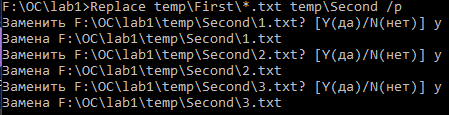 F:\OC\lab1>Replace temp\First\*.txt temp\Second /p
Заменить F:\OC\lab1\temp\Second\1.txt? [Y(да)/N(нет)] y
Замена F:\OC\lab1\temp\Second\1.txt
Заменить F:\OC\lab1\temp\Second\2.txt? [Y(да)/N(нет)] y
Замена F:\OC\lab1\temp\Second\2.txt
Заменить F:\OC\lab1\temp\Second\3.txt? [Y(да)/N(нет)] y
Замена F:\OC\lab1\temp\Second\3.txt